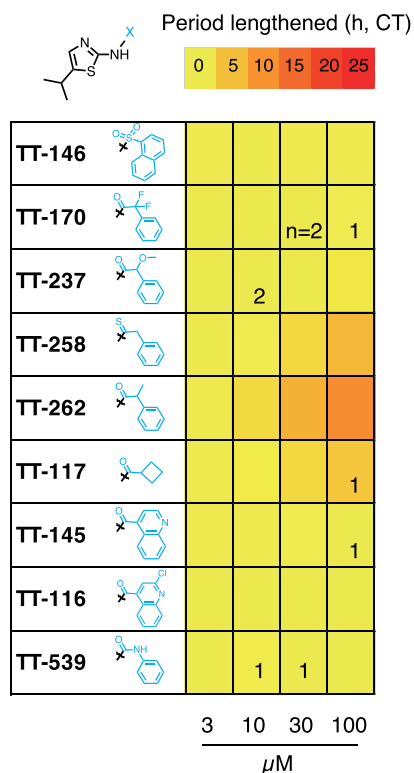 X
N
S
NH
Period lengthened (h, CT)
0 5 10 15 20 25
TT-146
O
S
O
TT-170
O
F
F
n=2 1
TT-237
O
O
2
TT-258
S
TT-262
O
TT-117
O
1
TT-145
O
N
1
TT-116
O
Cl
N
TT-539
O
NH
1 1
3 10 30 100
µM